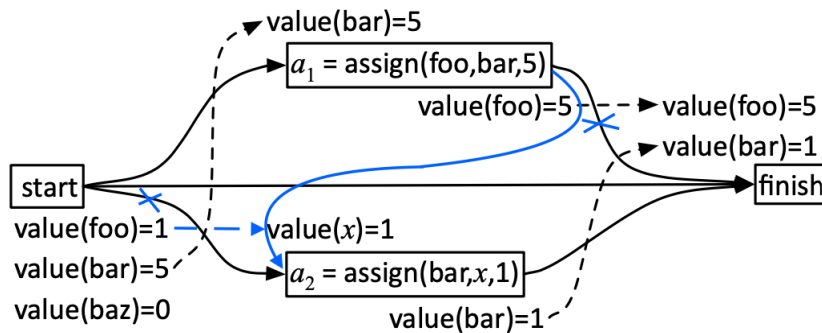 value(bar)=5
a₁ = assign(foo,bar,5)
value(foo)=5
value(foo)=5
value(bar)=1
start
finish
value(foo)=1
value(x)=1
value(bar)=5
a₂ = assign(bar,x,1)
value(baz)=0
value(bar)=1